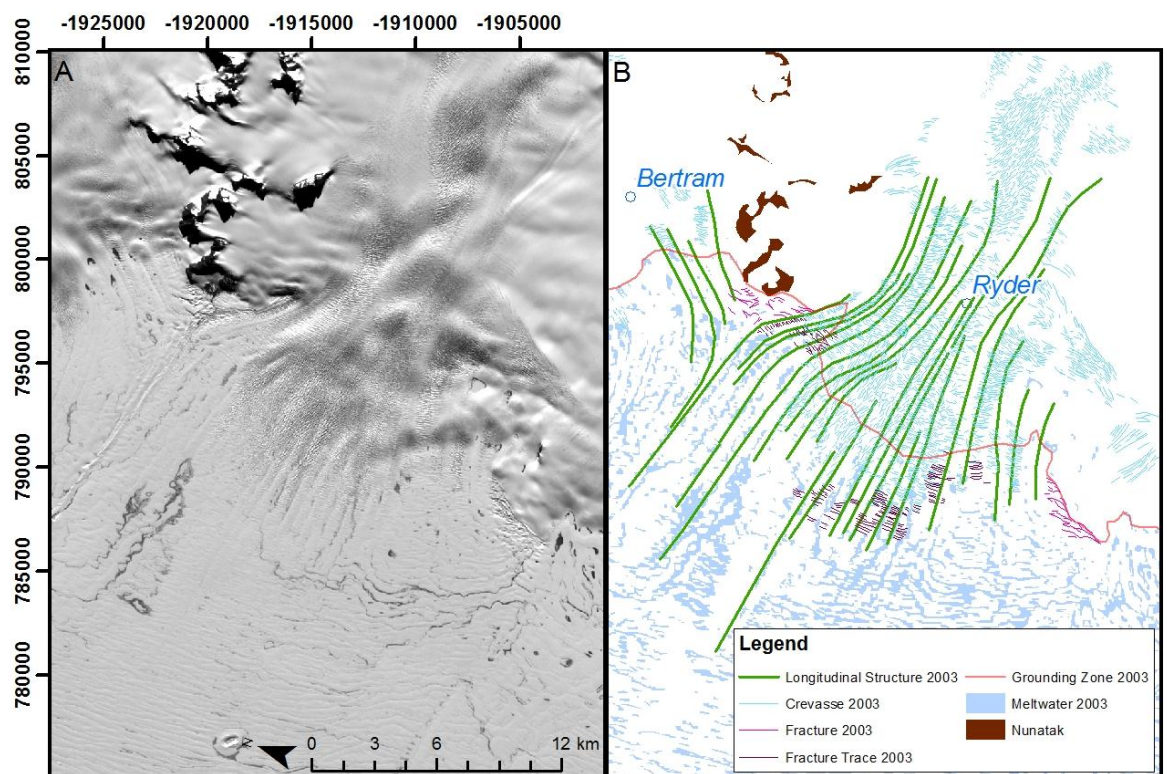 -1925000 -1920000 -1915000 -1910000 -1905000
810000
805000
800000
795000
790000
785000
780000
A
N
0 3 6 12 km
B
Bertram
Ryder
Legend
Longitudinal Structure 2003
Crevasse 2003
Fracture 2003
Fracture Trace 2003
Grounding Zone 2003
Meltwater 2003
Nunatak